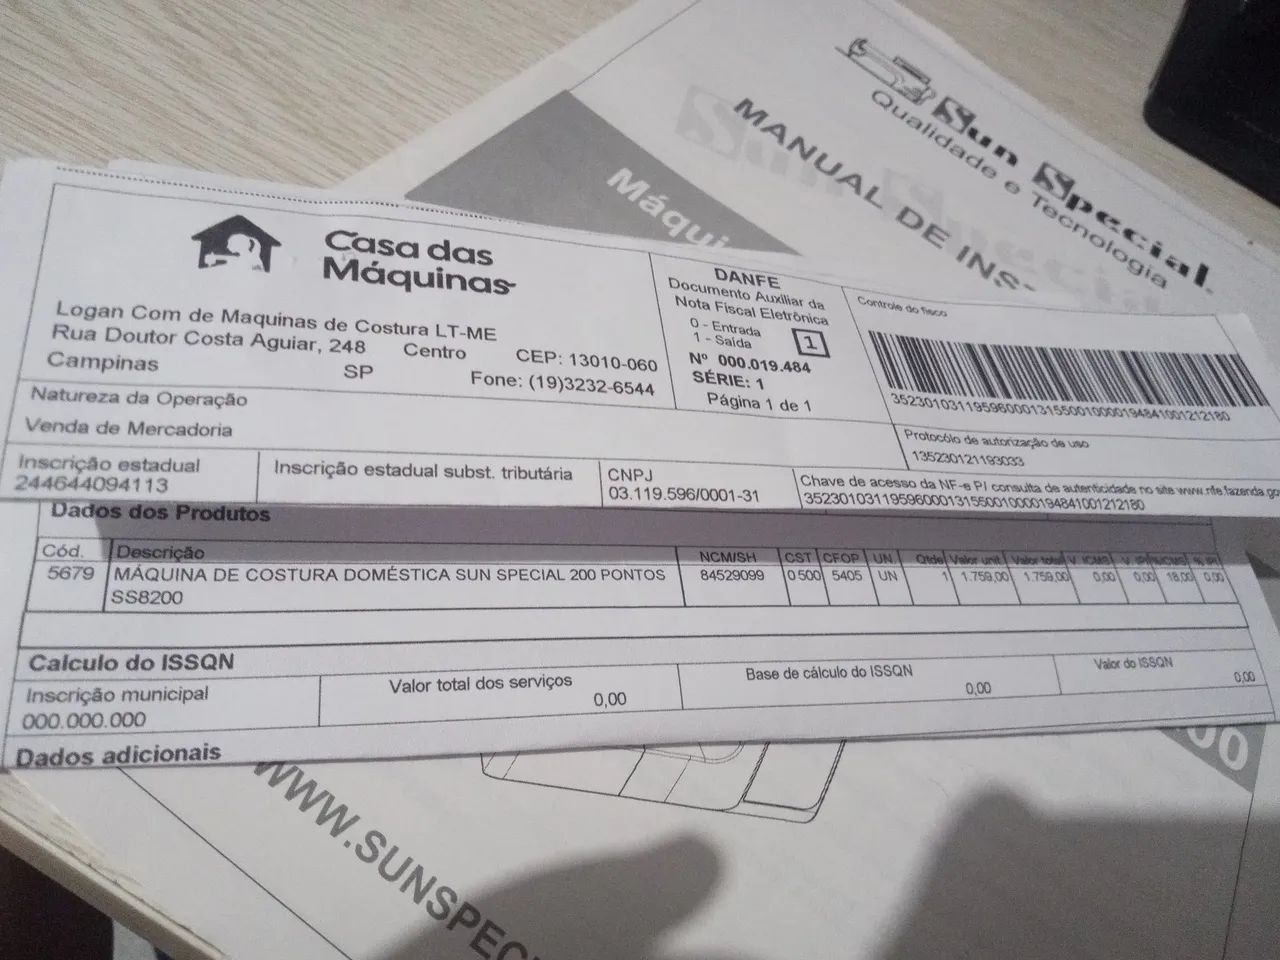 Sun Special
Qualidade e Tecnologia
MANUAL DE INS
Máqui
Casa das
Máquinas
Logan Com de Maquinas de Costura LT-ME
Rua Doutor Costa Aguiar, 248 Centro CEP: 13010-060
Campinas SP Fone: (19)3232-6544
DANFE
Documento Auxiliar da
Nota Fiscal Eletrônica
0 - Entrada
1 - Saída
1
Nº 000.019.484
SÉRIE: 1
Página 1 de 1
Controle do fisco
35230103119596000131550010000194841001212180
Natureza da Operação
Venda de Mercadoria
Protocólo de autorização de uso
135230121193033
Inscrição estadual
244644094113
Inscrição estadual subst. tributária
CNPJ
03.119.596/0001-31
Chave de acesso da NF-e P/ consulta de autenticidade no site www.nfe.fazenda.go
35230103119596000131550010000194841001212180
Dados dos Produtos
Cód. Descrição NCM/SH CST CFOP UN. Qtde Valor unit. Valor total V. ICMS V. IPI %ICMS % IPI
5679 MÁQUINA DE COSTURA DOMÉSTICA SUN SPECIAL 200 PONTOS 84529099 0500 5405 UN 1 1.759,00 1.759,00 0,00 0,00 18,00 0,00
SS8200
Calculo do ISSQN
Inscrição municipal
000.000.000
Valor total dos serviços
0,00
Base de cálculo do ISSQN
0,00
Valor do ISSQN
0,00
Dados adicionais
00
WWW.SUNSPEC